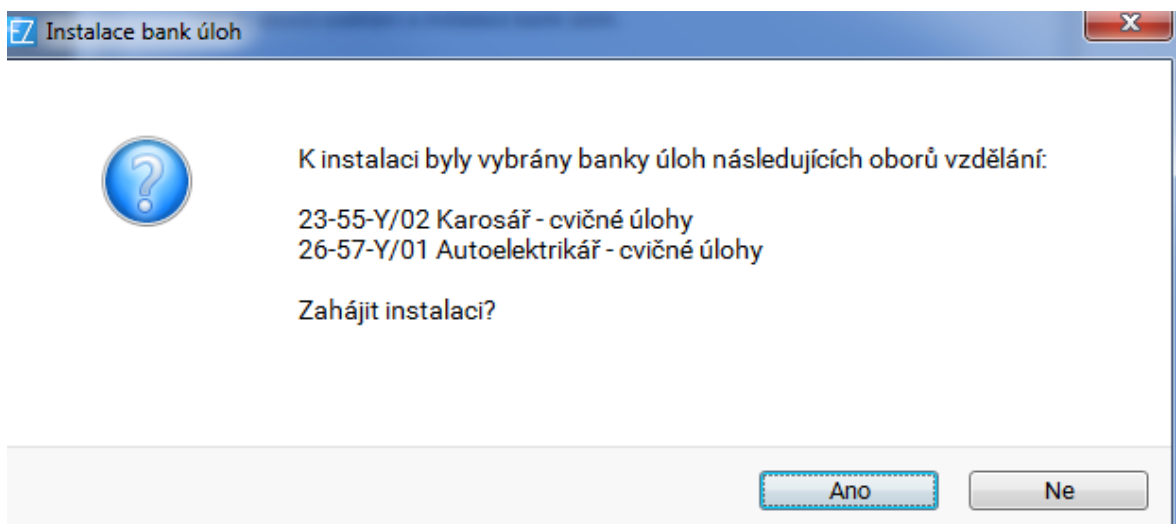 EZ Instalace bank úloh
K instalaci byly vybrány banky úloh následujících oborů vzdělání:
23-55-Y/02 Karosář - cvičné úlohy
26-57-Y/01 Autoelektrikář - cvičné úlohy
Zahájit instalaci?
Ano
Ne